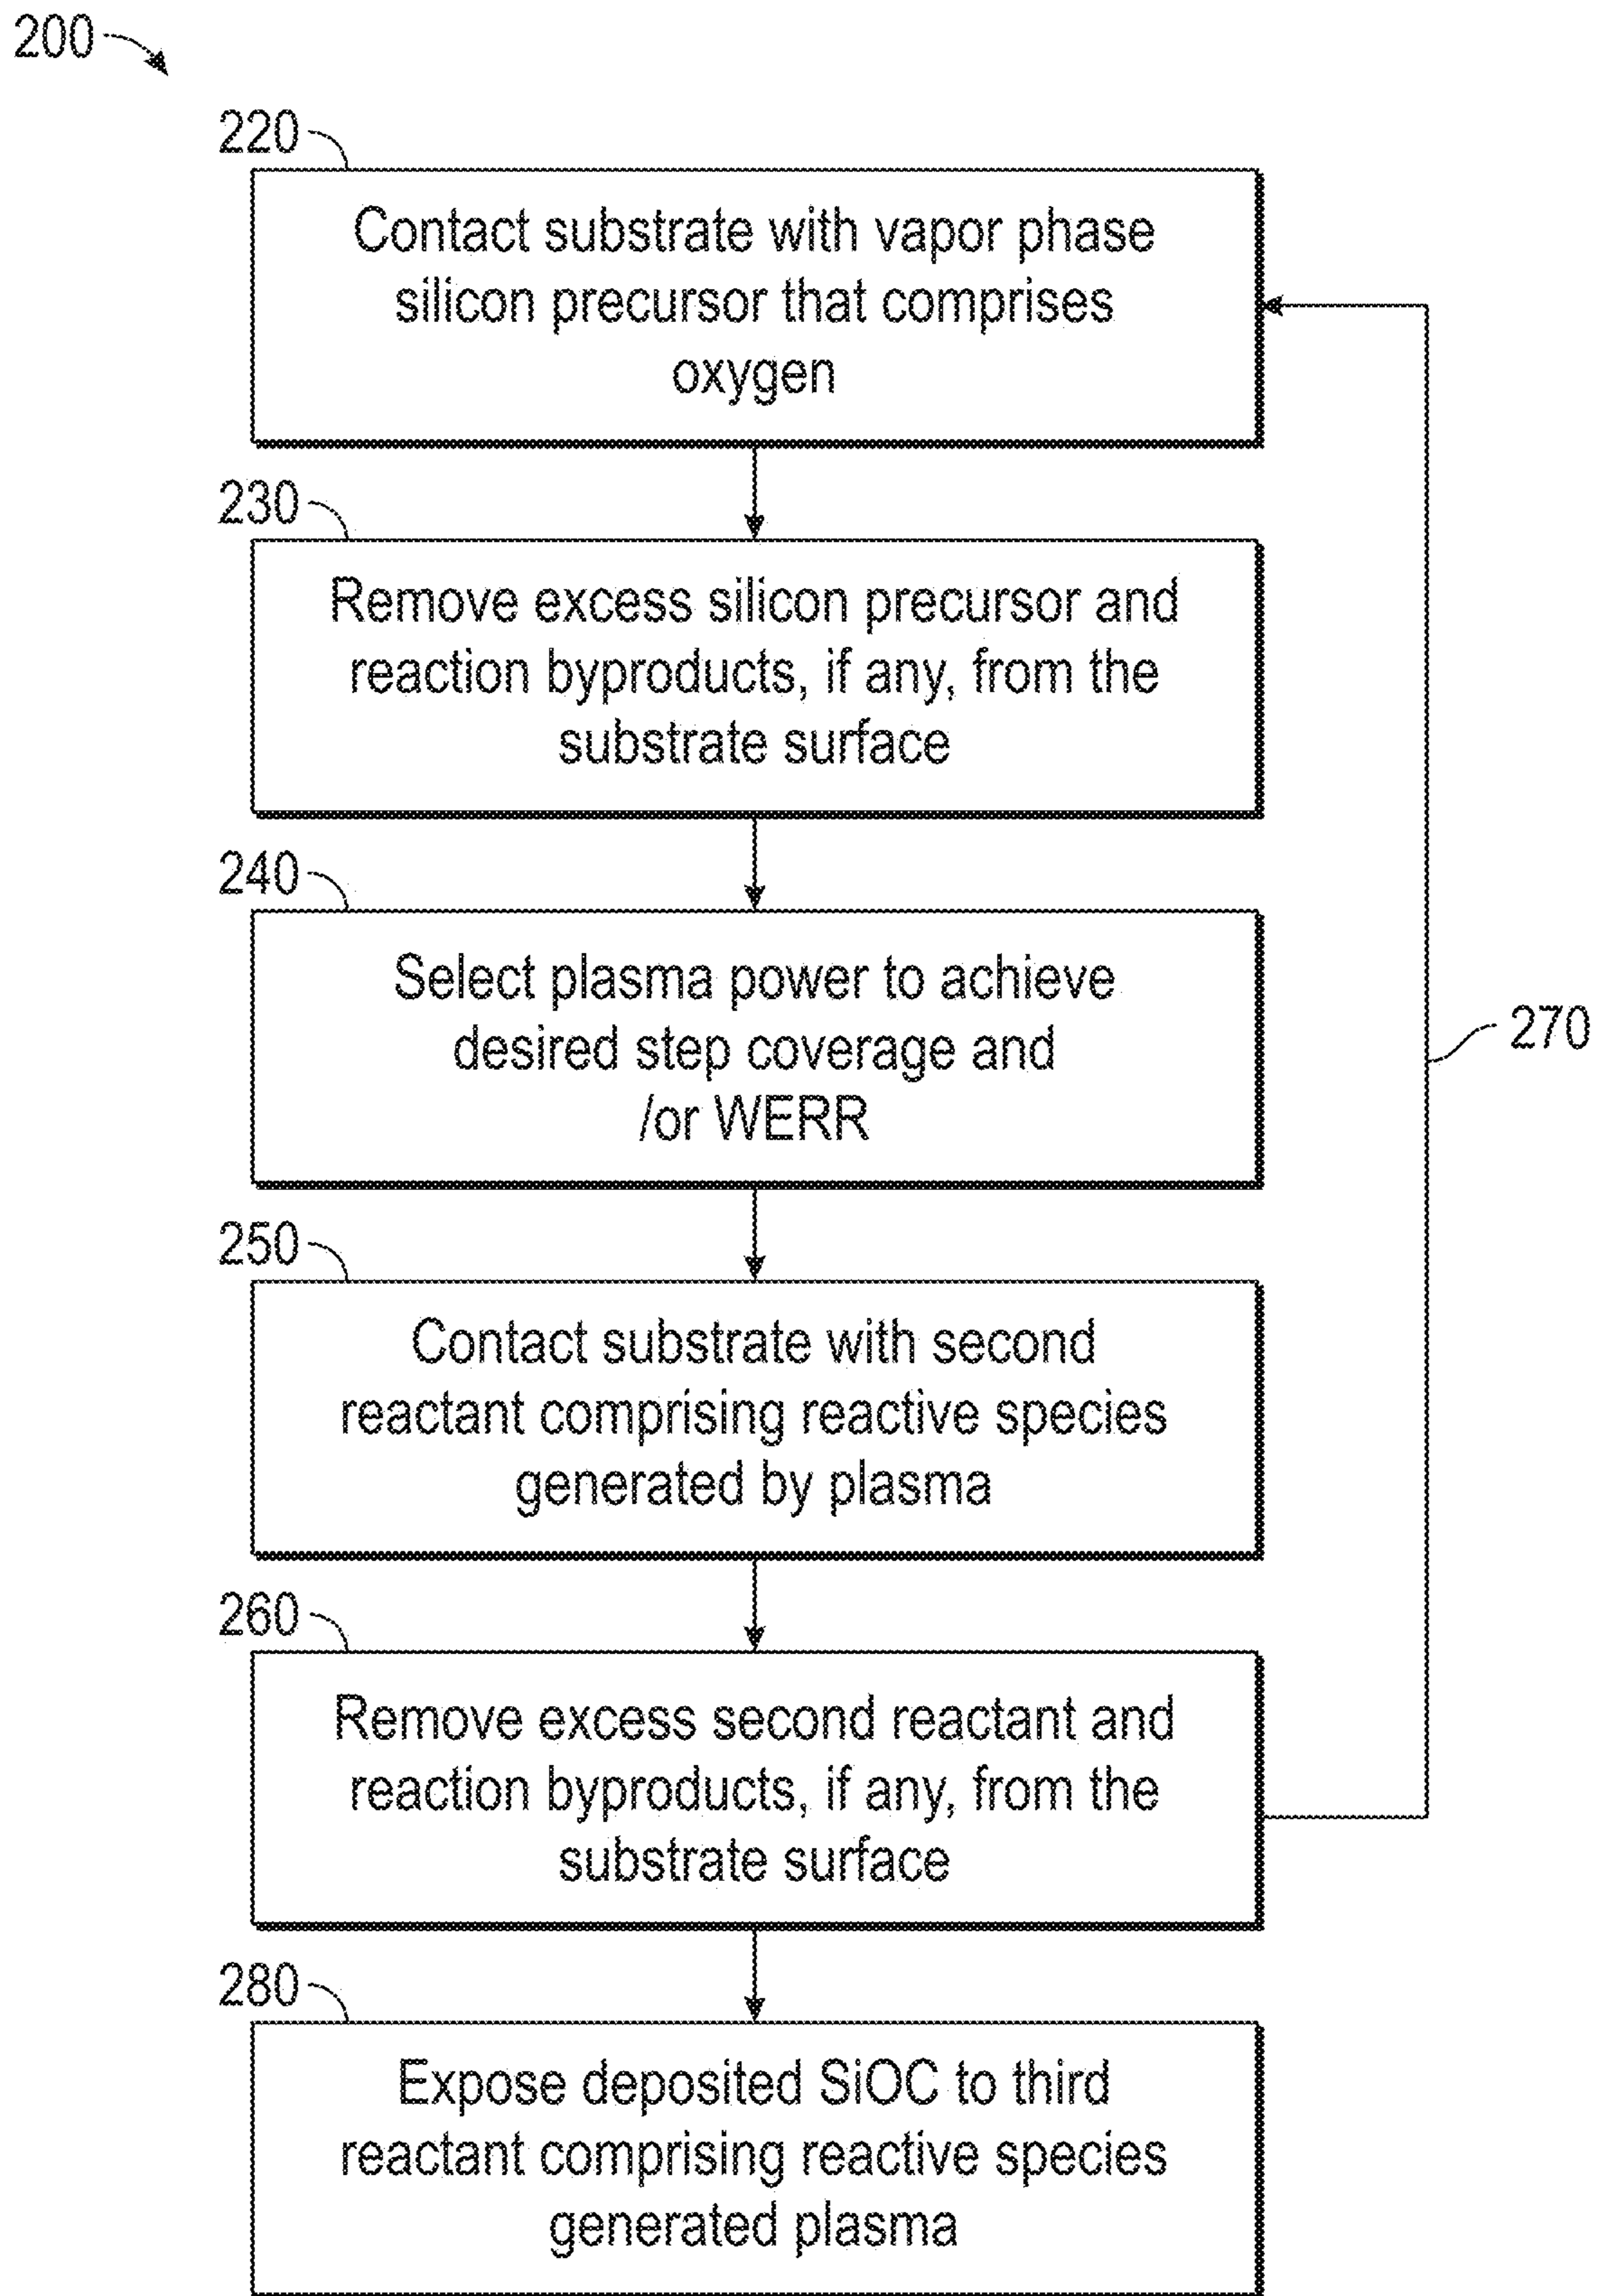 200
220
Contact substrate with vapor phase
silicon precursor that comprises
oxygen
230
Remove excess silicon precursor and
reaction byproducts, if any, from the
substrate surface
240
Select plasma power to achieve
desired step coverage and
/or WERR
270
250
Contact substrate with second
reactant comprising reactive species
generated by plasma
260
Remove excess second reactant and
reaction byproducts, if any, from the
substrate surface
280
Expose deposited SiOC to third
reactant comprising reactive species
generated plasma